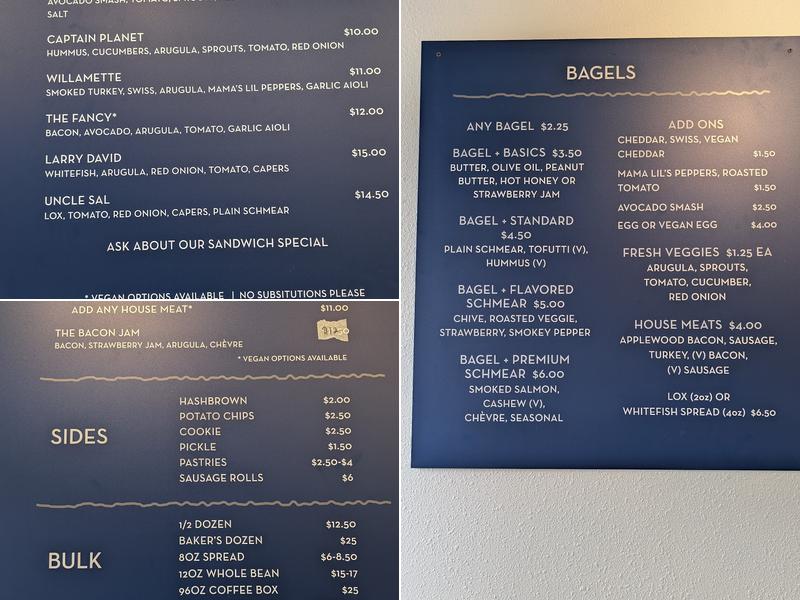 SALT
CAPTAIN PLANET $10.00
HUMMUS, CUCUMBERS, ARUGULA, SPROUTS, TOMATO, RED ONION
WILLAMETTE $11.00
SMOKED TURKEY, SWISS, ARUGULA, MAMA'S LIL PEPPERS, GARLIC AIOLI
THE FANCY* $12.00
BACON, AVOCADO, ARUGULA, TOMATO, GARLIC AIOLI
LARRY DAVID $15.00
WHITEFISH, ARUGULA, RED ONION, TOMATO, CAPERS
UNCLE SAL $14.50
LOX, TOMATO, RED ONION, CAPERS, PLAIN SCHMEAR
ASK ABOUT OUR SANDWICH SPECIAL
* VEGAN OPTIONS AVAILABLE | NO SUBSITUTIONS PLEASE
ADD ANY HOUSE MEAT* $11.00
THE BACON JAM
BACON, STRAWBERRY JAM, ARUGULA, CHÈVRE
* VEGAN OPTIONS AVAILABLE
SIDES
HASHBROWN $2.00
POTATO CHIPS $2.50
COOKIE $2.50
PICKLE $1.50
PASTRIES $2.50-$4
SAUSAGE ROLLS $6
BULK
1/2 DOZEN $12.50
BAKER'S DOZEN $25
8OZ SPREAD $6-8.50
12OZ WHOLE BEAN $15-17
96OZ COFFEE BOX $25
BAGELS
ANY BAGEL $2.25
BAGEL + BASICS $3.50
BUTTER, OLIVE OIL, PEANUT
BUTTER, HOT HONEY OR
STRAWBERRY JAM
BAGEL + STANDARD
$4.50
PLAIN SCHMEAR, TOFUTTI (V),
HUMMUS (V)
BAGEL + FLAVORED
SCHMEAR $5.00
CHIVE, ROASTED VEGGIE,
STRAWBERRY, SMOKEY PEPPER
BAGEL + PREMIUM
SCHMEAR $6.00
SMOKED SALMON,
CASHEW (V),
CHÈVRE, SEASONAL
ADD ONS
CHEDDAR, SWISS, VEGAN
CHEDDAR $1.50
MAMA LIL'S PEPPERS, ROASTED
TOMATO $1.50
AVOCADO SMASH $2.50
EGG OR VEGAN EGG $4.00
FRESH VEGGIES $1.25 EA
ARUGULA, SPROUTS,
TOMATO, CUCUMBER,
RED ONION
HOUSE MEATS $4.00
APPLEWOOD BACON, SAUSAGE,
TURKEY, (V) BACON,
(V) SAUSAGE
LOX (2oz) OR
WHITEFISH SPREAD (4oz) $6.50